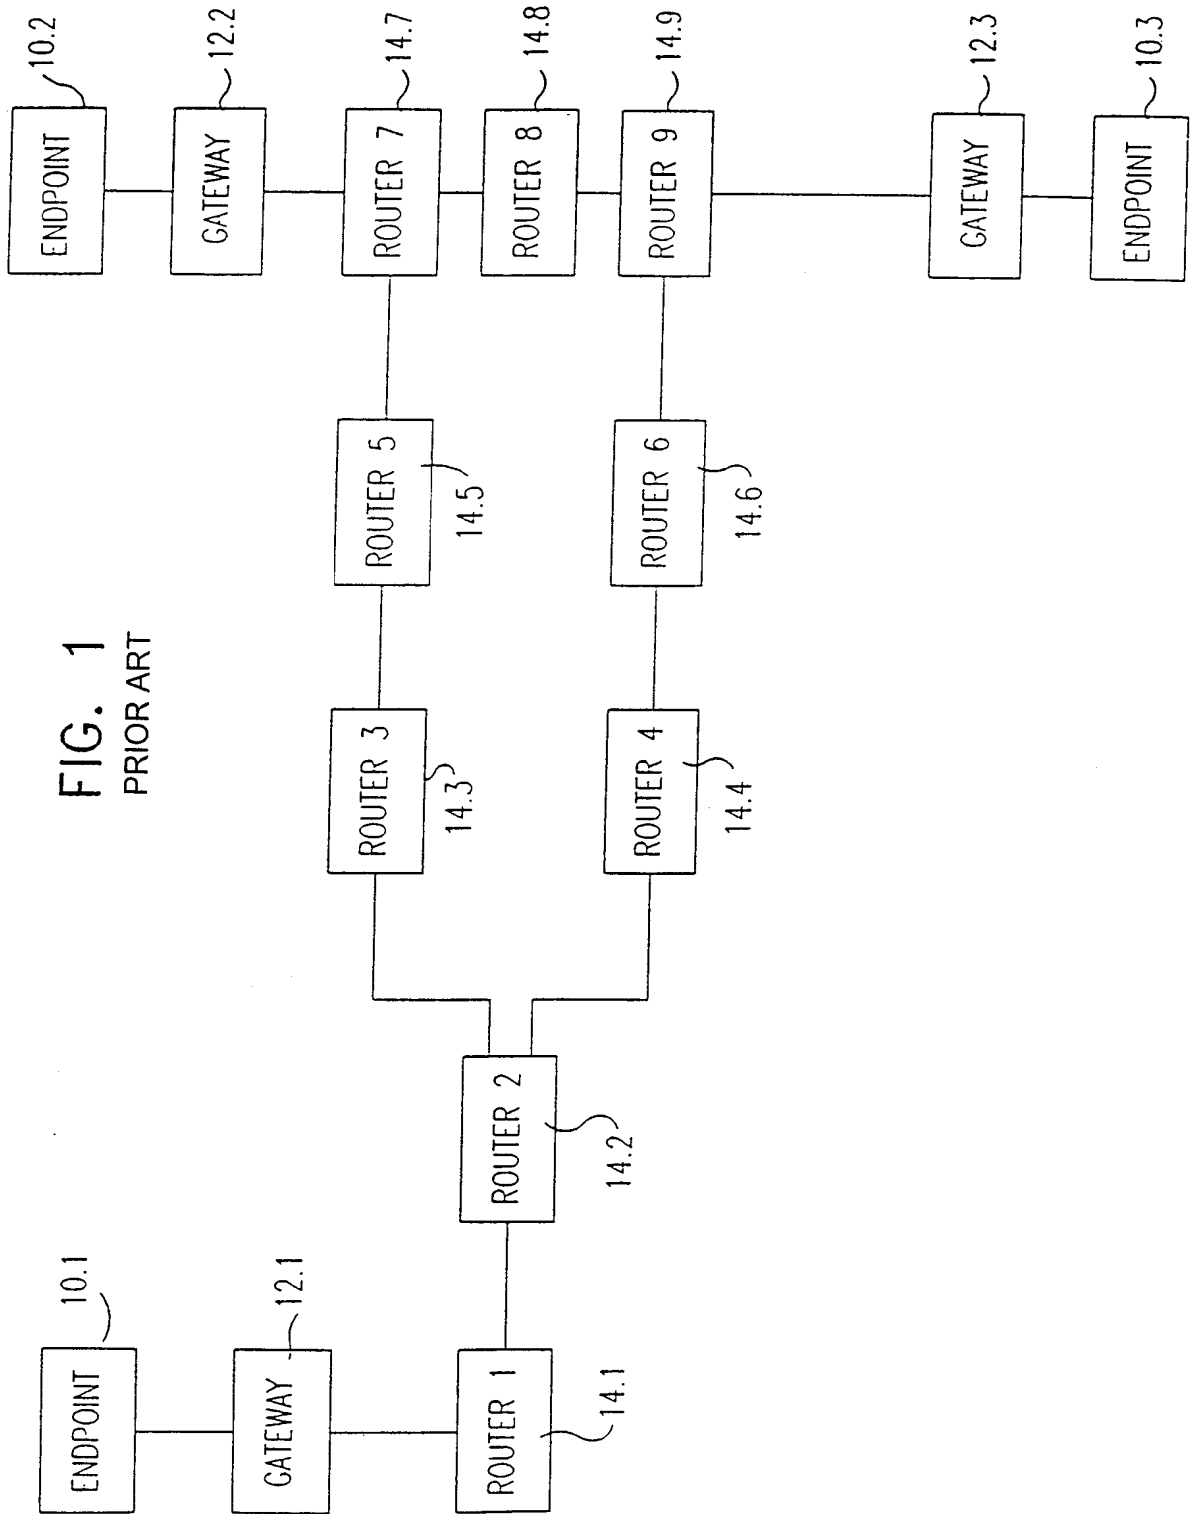 FIG. 1
PRIOR ART
10.1
ENDPOINT
12.1
GATEWAY
ROUTER 1
14.1
ROUTER 2
14.2
ROUTER 3
14.3
ROUTER 4
14.4
ROUTER 5
14.5
ROUTER 6
14.6
10.2
ENDPOINT
12.2
GATEWAY
14.7
ROUTER 7
14.8
ROUTER 8
14.9
ROUTER 9
12.3
GATEWAY
10.3
ENDPOINT